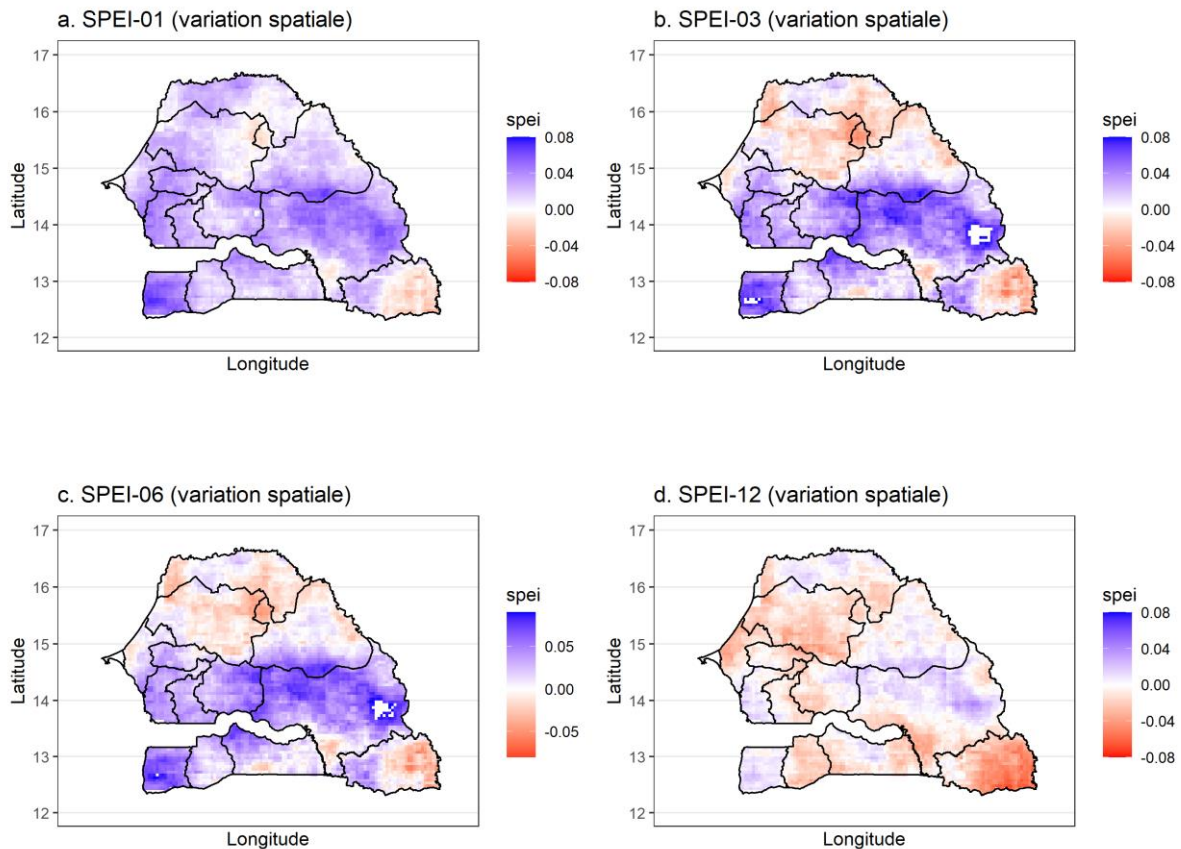 a. SPEI-01 (variation spatiale)
17
16
15
14
13
12
Latitude
Longitude
spei
0.08
0.04
0.00
-0.04
-0.08
b. SPEI-03 (variation spatiale)
17
16
15
14
13
12
Latitude
Longitude
spei
0.08
0.04
0.00
-0.04
-0.08
c. SPEI-06 (variation spatiale)
17
16
15
14
13
12
Latitude
Longitude
spei
0.05
0.00
-0.05
d. SPEI-12 (variation spatiale)
17
16
15
14
13
12
Latitude
Longitude
spei
0.08
0.04
0.00
-0.04
-0.08